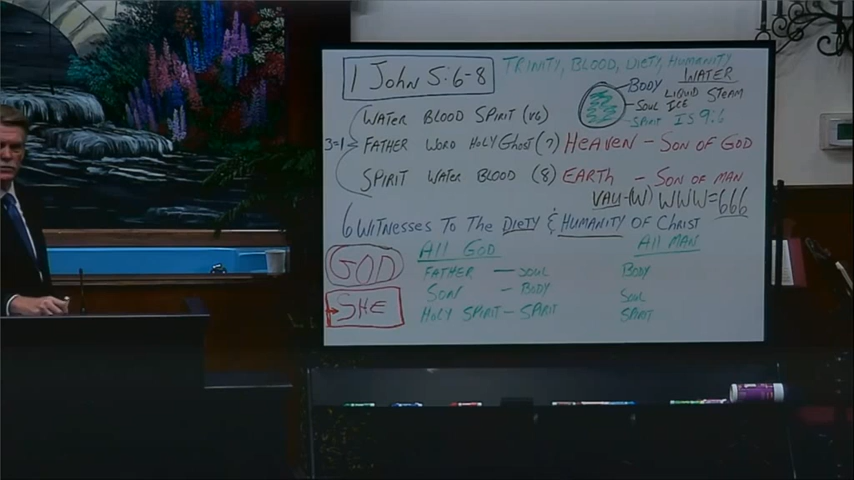 1 John 5:6-8
TRINITY, BLOOD, DIETY, HUMANITY
WATER
BODY LIQUID STEAM
SOUL ICE
SPIRIT IS 9:6
WATER BLOOD SPIRIT (V6)
3=1 FATHER WORD HOLY GHOST (7) HEAVEN - SON OF GOD
SPIRIT WATER BLOOD (8) EARTH - SON OF MAN
VAU-(W) WWW=666
6 WITNESSES TO THE DIETY & HUMANITY OF CHRIST
GOD
SHE
All GOD
FATHER - SOUL
SON - BODY
HOLY SPIRIT - SPIRIT
All MAN
BODY
SOUL
SPIRIT